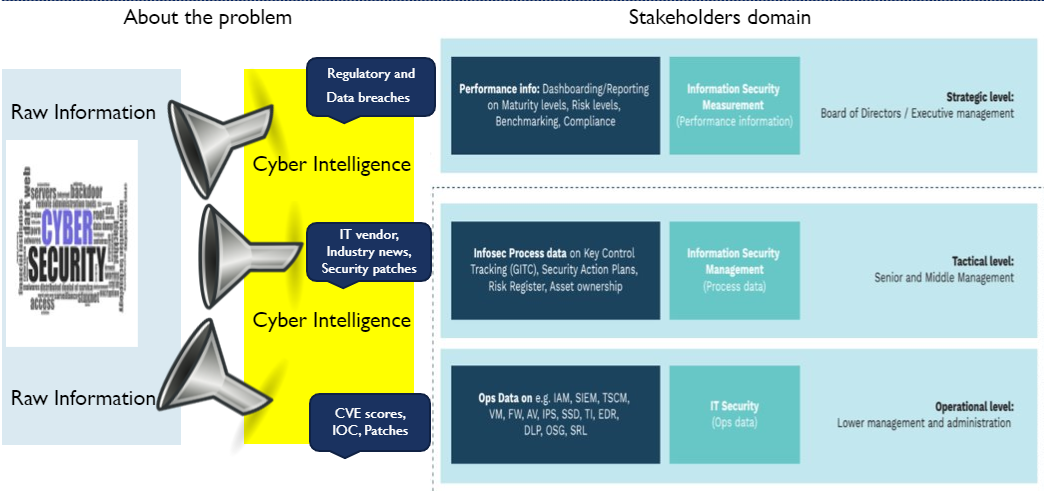 About the problem
Stakeholders domain
Raw Information
Cyber Intelligence
Regulatory and
Data breaches
Performance info: Dashboarding/Reporting
on Maturity levels, Risk levels,
Benchmarking, Compliance
Information Security
Measurement
(Performance information)
Strategic level:
Board of Directors / Executive management
dark web
servers
backdoor
CYBER
SECURITY
access
IT vendor,
Industry news,
Security patches
Infosec Process data on Key Control
Tracking (GITC), Security Action Plans,
Risk Register, Asset ownership
Information Security
Management
(Process data)
Tactical level:
Senior and Middle Management
Cyber Intelligence
Raw Information
CVE scores,
IOC, Patches
Ops Data on e.g. IAM, SIEM, TSCM,
VM, FW, AV, IPS, SSD, TI, EDR,
DLP, OSG, SRL
IT Security
(Ops data)
Operational level:
Lower management and administration